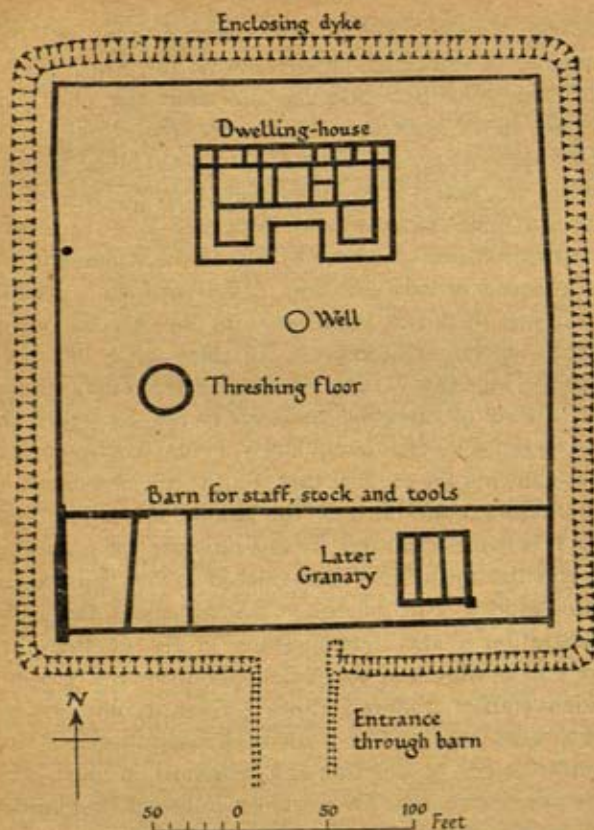 Enclosing dyke
Dwelling-house
Well
Threshing floor
Barn for staff, stock and tools
Later
Granary
Entrance
through barn
N
50 0 50 100 Feet